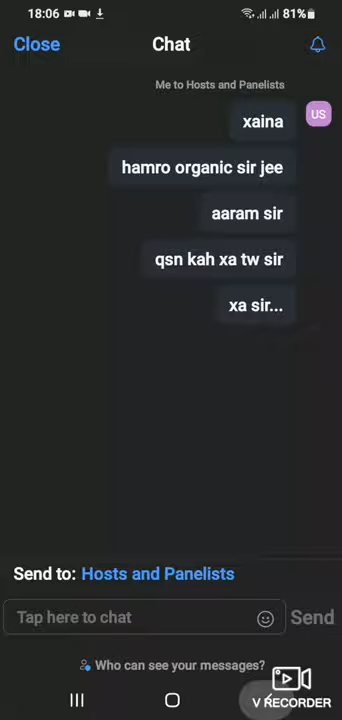 18:06 81%
Close Chat
Me to Hosts and Panelists
xaina
US
hamro organic sir jee
aaram sir
qsn kah xa tw sir
xa sir...
Send to: Hosts and Panelists
Tap here to chat Send
Who can see your messages?
V RECORDER